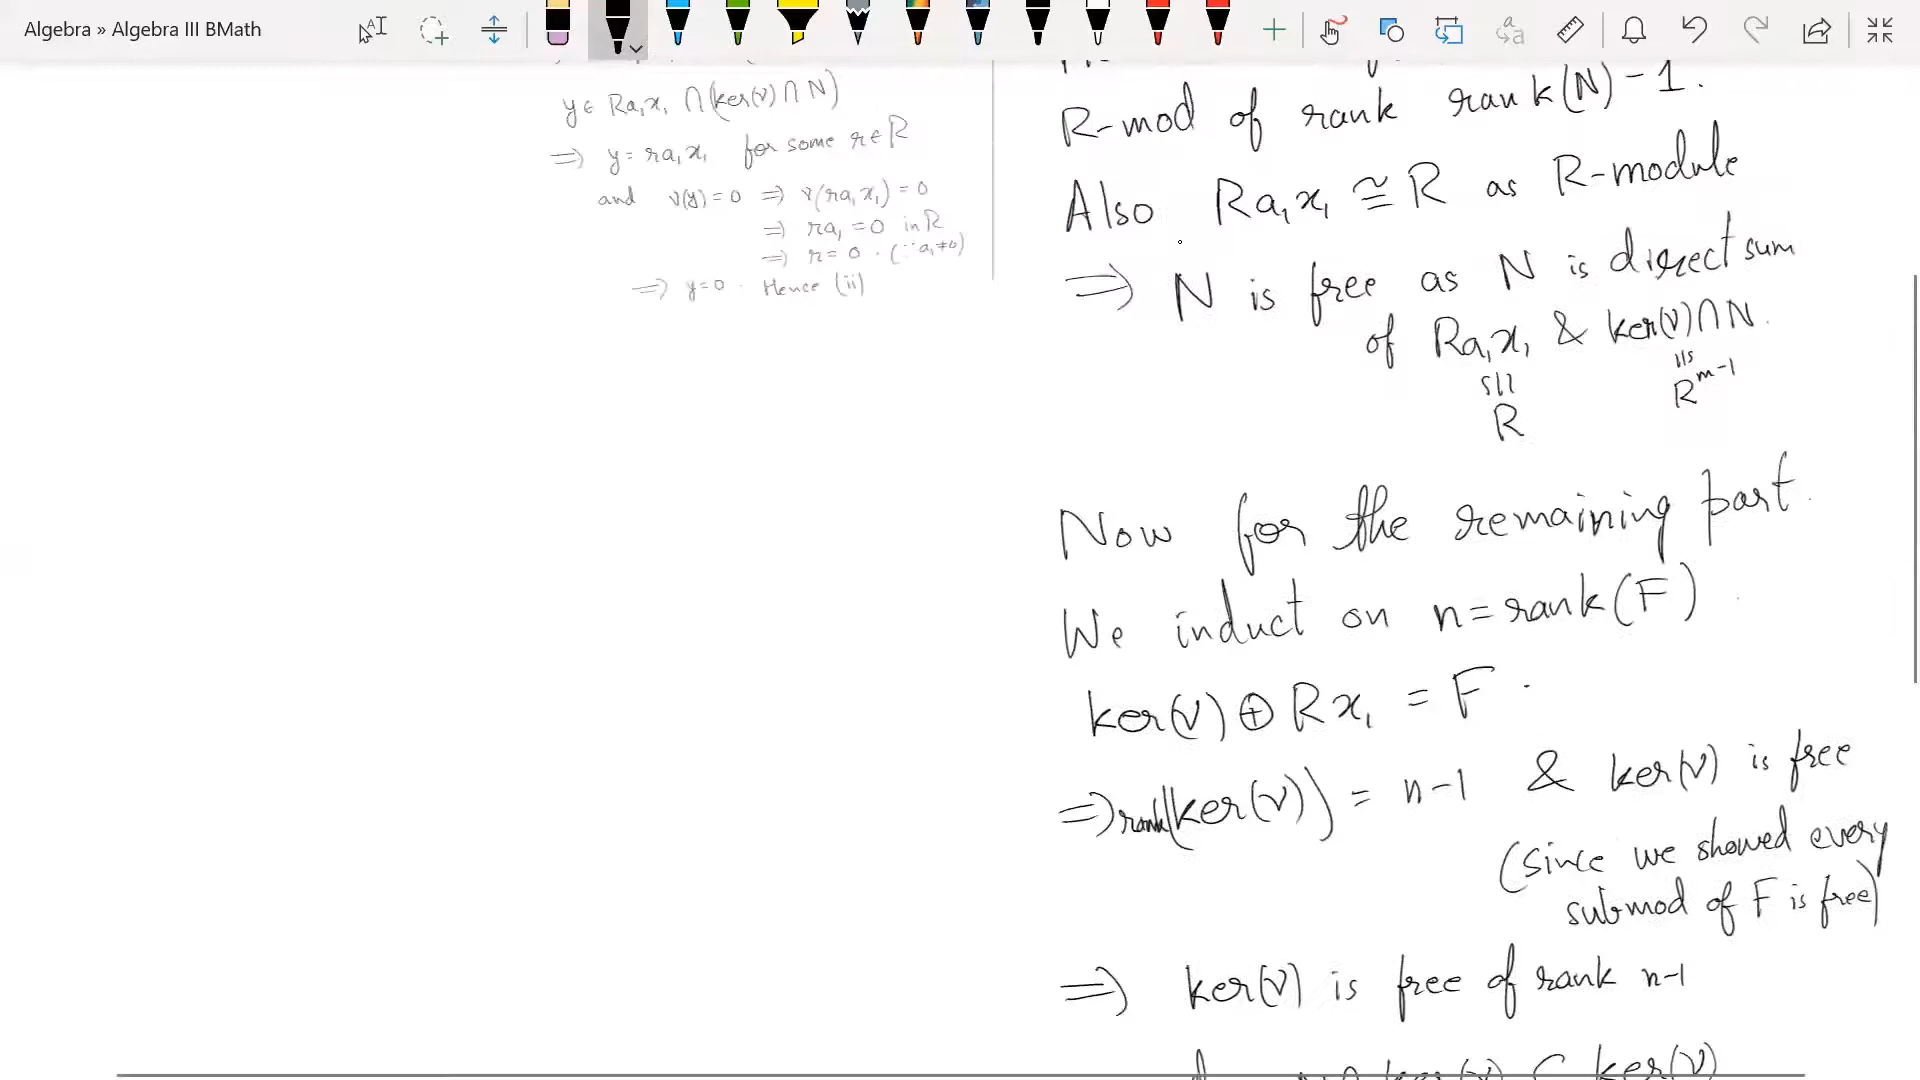 Algebra » Algebra III BMath
y ∈ Ra₁x₁ ∩ (ker(ν) ∩ N)
⇒ y = ra₁x₁ for some r ∈ R
and ν(y) = 0 ⇒ ν(ra₁x₁) = 0
⇒ ra₁ = 0 in R
⇒ r = 0 . (∵ a₁ ≠ 0)
⇒ y = 0 . Hence (ii)
R-mod of rank rank(N) - 1.
Also Ra₁x₁ ≅ R as R-module
⇒ N is free as N is direct sum
of Ra₁x₁ & ker(ν) ∩ N.
≅ ≅
R R^{m-1}
Now for the remaining part.
We induct on n = rank(F)
ker(ν) ⊕ Rx₁ = F .
⇒ rank(ker(ν)) = n-1 & ker(ν) is free
(since we showed every
submod of F is free)
⇒ ker(ν) is free of rank n-1
ker(ν) ⊂ ker(ν)